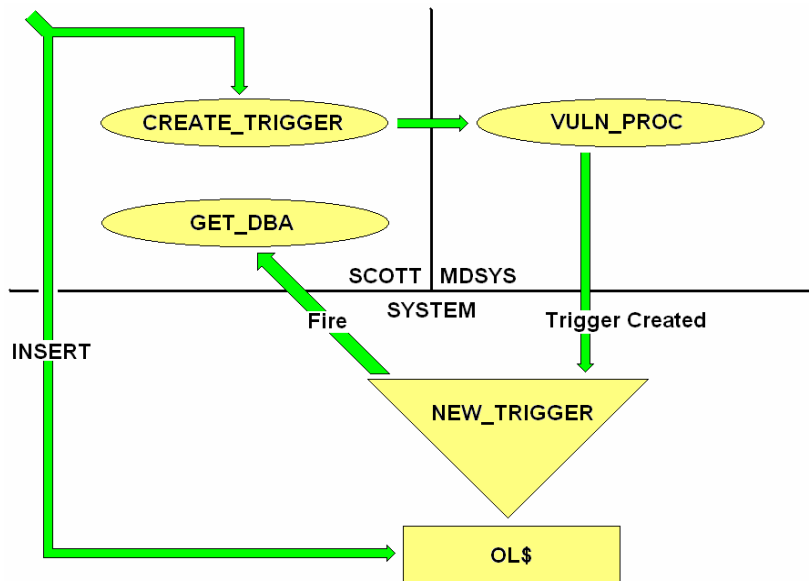 CREATE_TRIGGER
VULN_PROC
GET_DBA
SCOTT
MDSYS
SYSTEM
Fire
Trigger Created
INSERT
NEW_TRIGGER
OL$